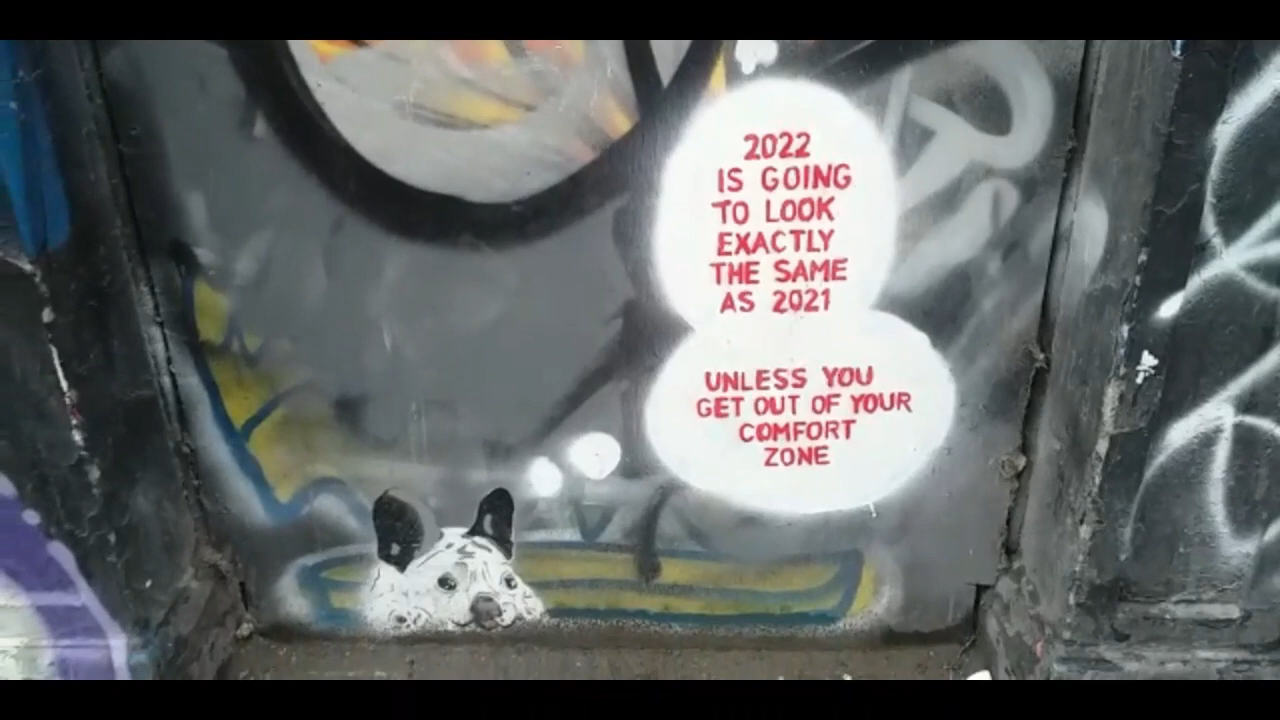 2022
IS GOING
TO LOOK
EXACTLY
THE SAME
AS 2021
UNLESS YOU
GET OUT OF YOUR
COMFORT
ZONE